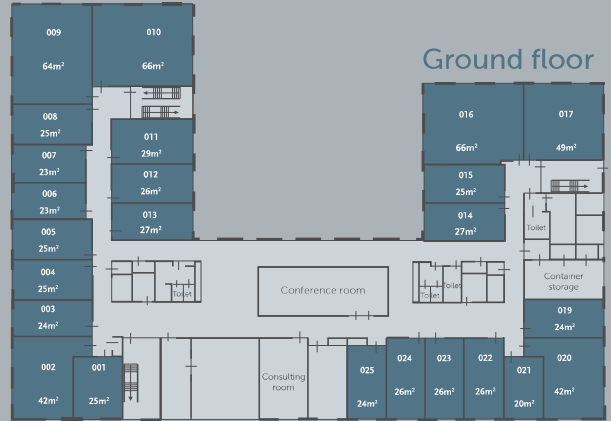 Ground floor
009
64m²
010
66m²
008
25m²
007
23m²
006
23m²
005
25m²
004
25m²
003
24m²
002
42m²
001
25m²
011
29m²
012
26m²
013
27m²
016
66m²
017
49m²
015
25m²
014
27m²
Toilet
Container
storage
Toilet
Conference room
Toilet
Toilet
019
24m²
020
42m²
Consulting
room
025
24m²
024
26m²
023
26m²
022
26m²
021
20m²